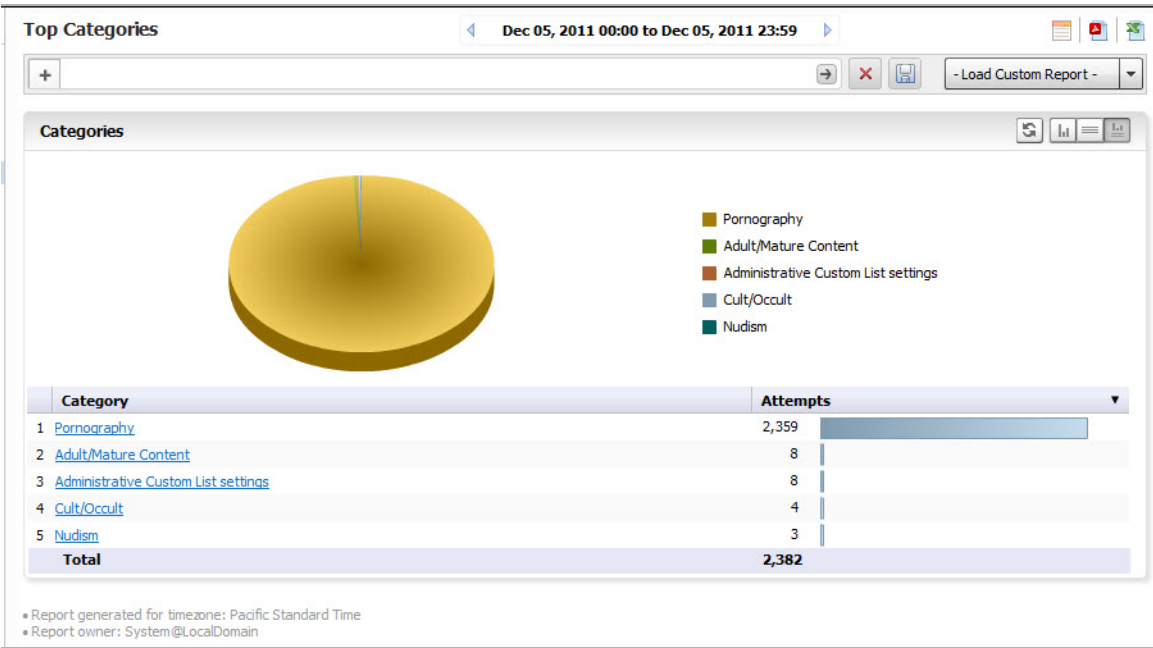 Top Categories
Dec 05, 2011 00:00 to Dec 05, 2011 23:59
- Load Custom Report -
Categories
Pornography
Adult/Mature Content
Administrative Custom List settings
Cult/Occult
Nudism
Category Attempts
1 Pornography 2,359
2 Adult/Mature Content 8
3 Administrative Custom List settings 8
4 Cult/Occult 4
5 Nudism 3
Total 2,382
• Report generated for timezone: Pacific Standard Time
• Report owner: System@LocalDomain